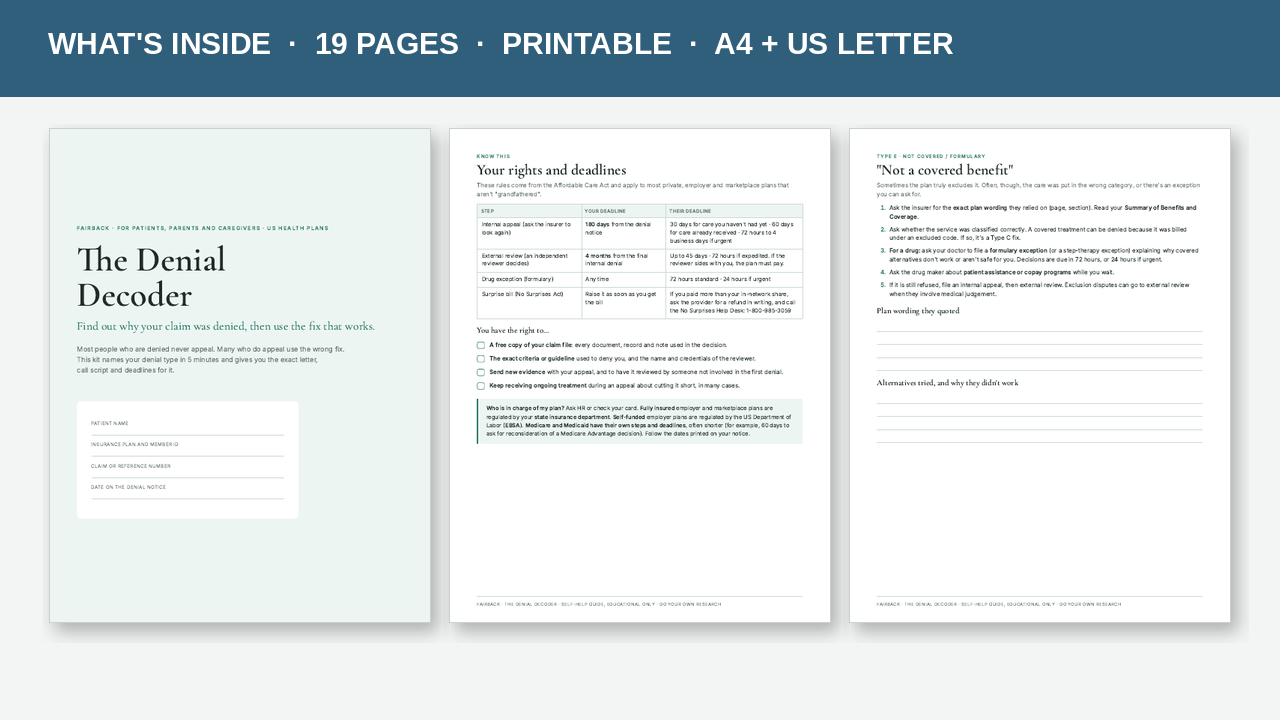 WHAT'S INSIDE · 19 PAGES · PRINTABLE · A4 + US LETTER
FAIRBACK · FOR PATIENTS, PARENTS AND CAREGIVERS · US HEALTH PLANS
The Denial
Decoder
Find out why your claim was denied, then use the fix that works.
Most people who are denied never appeal. Many who do appeal use the wrong fix.
This kit names your denial type in 5 minutes and gives you the exact letter,
call script and deadlines for it.
PATIENT NAME
INSURANCE PLAN AND MEMBER ID
CLAIM OR REFERENCE NUMBER
DATE ON THE DENIAL NOTICE
KNOW THIS
Your rights and deadlines
These rules come from the Affordable Care Act and apply to most private, employer and marketplace plans that
aren't "grandfathered".
STEP YOUR DEADLINE THEIR DEADLINE
Internal appeal (ask the insurer to 180 days from the denial 30 days for care you haven't had yet · 60 days
look again) notice for care already received · 72 hours to 4
business days if urgent
External review (an independent 4 months from the final Up to 45 days · 72 hours if expedited. If the
reviewer decides) internal denial reviewer sides with you, the plan must pay.
Drug exception (formulary) Any time 72 hours standard · 24 hours if urgent
Surprise bill (No Surprises Act) Raise it as soon as you get If you paid more than your in-network share,
the bill ask the provider for a refund in writing, and call
the No Surprises Help Desk: 1-800-985-3059
You have the right to...
A free copy of your claim file: every document, record and note used in the decision.
The exact criteria or guideline used to deny you, and the name and credentials of the reviewer.
Send new evidence with your appeal, and to have it reviewed by someone not involved in the first denial.
Keep receiving ongoing treatment during an appeal about cutting it short, in many cases.
Who is in charge of my plan? Ask HR or check your card. Fully insured employer and marketplace plans are
regulated by your state insurance department. Self-funded employer plans are regulated by the US Department of
Labor (EBSA). Medicare and Medicaid have their own steps and deadlines, often shorter (for example, 60 days to
ask for reconsideration of a Medicare Advantage decision). Follow the dates printed on your notice.
FAIRBACK · THE DENIAL DECODER · SELF-HELP GUIDE, EDUCATIONAL ONLY · DO YOUR OWN RESEARCH
TYPE E · NOT COVERED / FORMULARY
"Not a covered benefit"
Sometimes the plan truly excludes it. Often, though, the care was put in the wrong category, or there's an exception
you can ask for.
1. Ask the insurer for the exact plan wording they relied on (page, section). Read your Summary of Benefits and
Coverage.
2. Ask whether the service was classified correctly. A covered treatment can be denied because it was billed
under an excluded code. If so, it's a Type C fix.
3. For a drug: ask your doctor to file a formulary exception (or a step-therapy exception) explaining why covered
alternatives don't work or aren't safe for you. Decisions are due in 72 hours, or 24 hours if urgent.
4. Ask the drug maker about patient assistance or copay programs while you wait.
5. If it is still refused, file an internal appeal, then external review. Exclusion disputes can go to external review
when they involve medical judgement.
Plan wording they quoted
Alternatives tried, and why they didn't work
FAIRBACK · THE DENIAL DECODER · SELF-HELP GUIDE, EDUCATIONAL ONLY · DO YOUR OWN RESEARCH